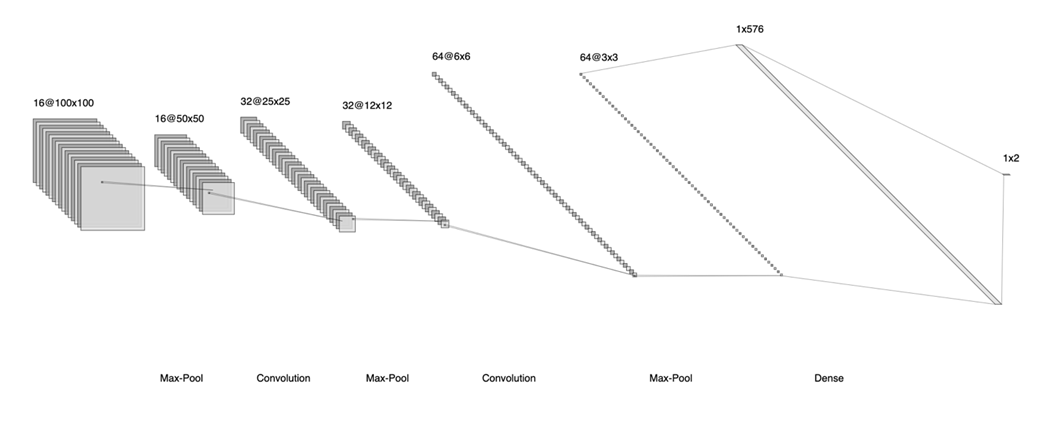 1x576
64@6x6
64@3x3
32@25x25
32@12x12
16@100x100
16@50x50
1x2
Max-Pool
Convolution
Max-Pool
Convolution
Max-Pool
Dense